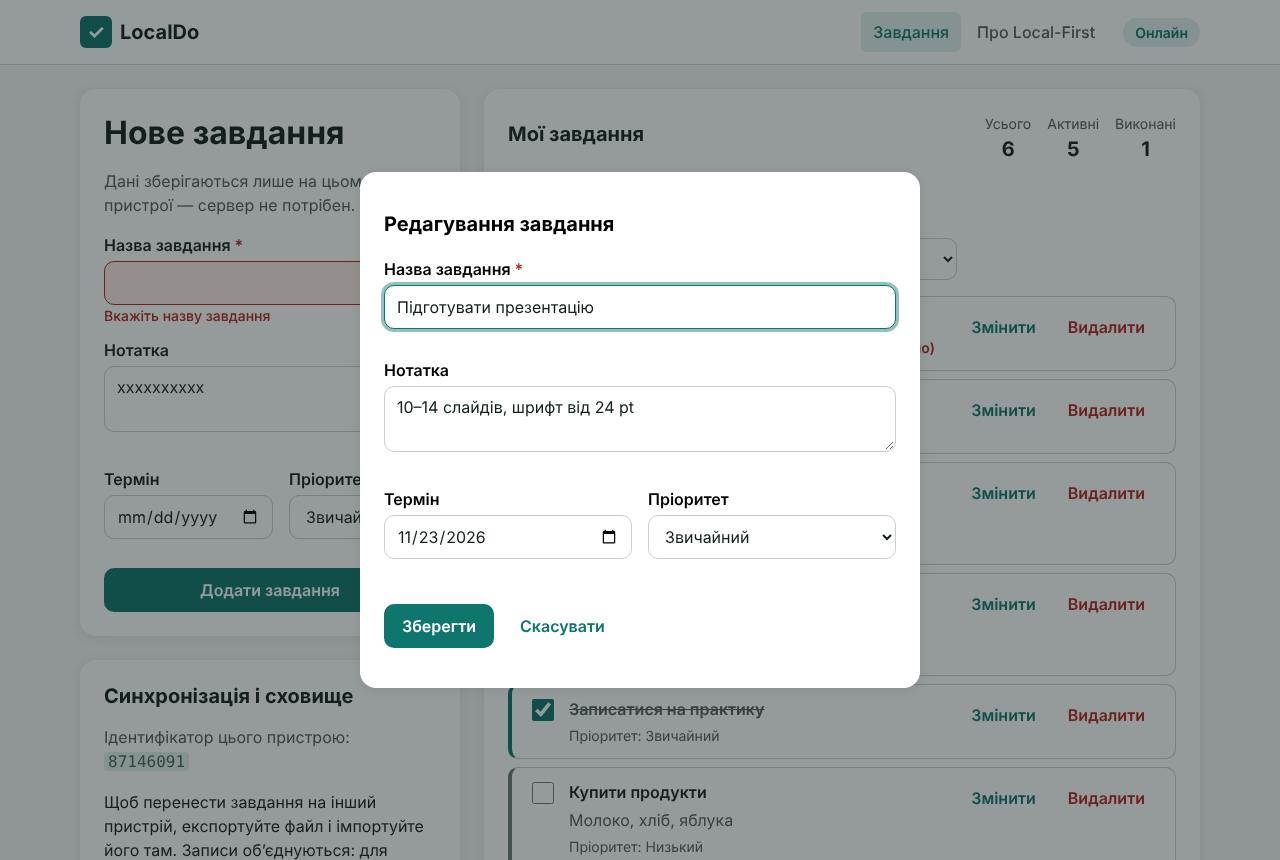 LocalDo
Завдання
Про Local-First
Онлайн
Нове завдання
Дані зберігаються лише на цьом
пристрої — сервер не потрібен.
Назва завдання *
Вкажіть назву завдання
Нотатка
xxxxxxxxxx
Термін
Пріорите
mm/dd/yyyy
Звичай
Додати завдання
Синхронізація і сховище
Ідентифікатор цього пристрою:
87146091
Щоб перенести завдання на інший
пристрій, експортуйте файл і імпортуйте
його там. Записи об’єднуються: для
Мої завдання
Усього
Активні
Виконані
6
5
1
Редагування завдання
Назва завдання *
Підготувати презентацію
Нотатка
10–14 слайдів, шрифт від 24 pt
Термін
Пріоритет
11/23/2026
Звичайний
Зберегти
Скасувати
Змінити
Видалити
о)
Змінити
Видалити
Змінити
Видалити
Змінити
Видалити
Записатися на практику
Пріоритет: Звичайний
Змінити
Видалити
Купити продукти
Молоко, хліб, яблука
Пріоритет: Низький
Змінити
Видалити